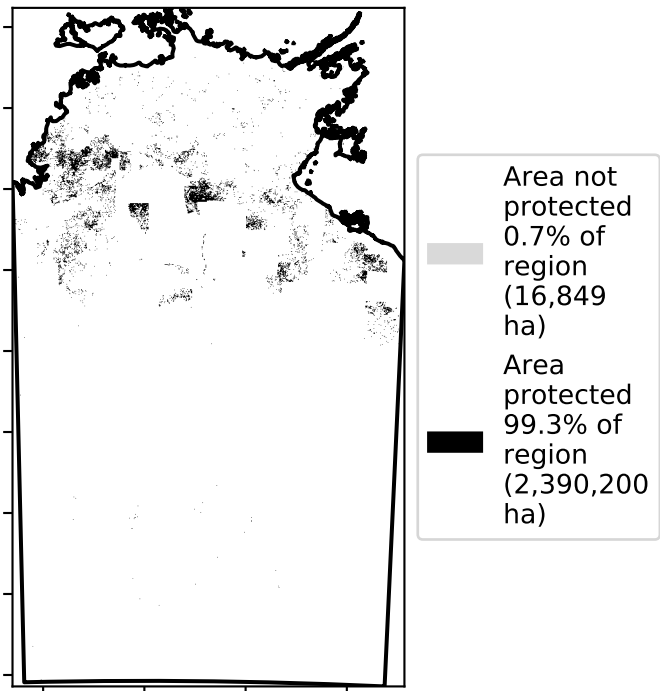 Area not
protected
0.7% of
region
(16,849
ha)
Area
protected
99.3% of
region
(2,390,200
ha)